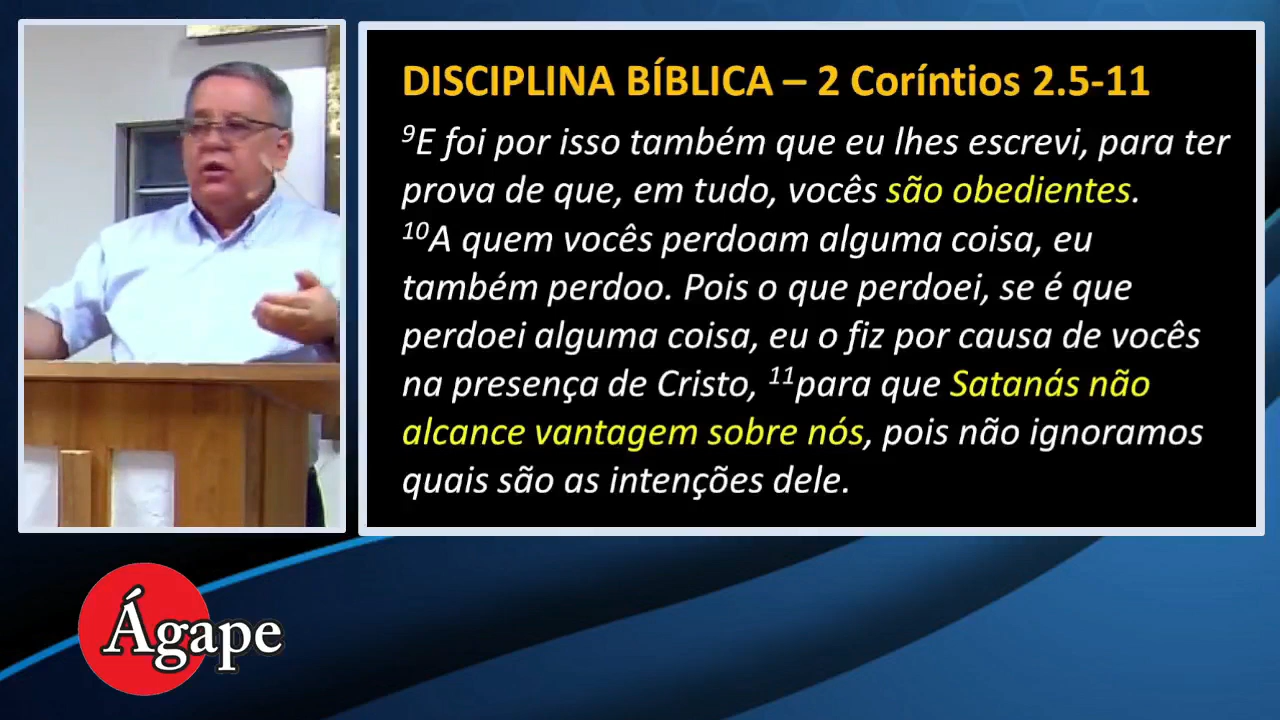 DISCIPLINA BÍBLICA – 2 Coríntios 2.5-11
⁹E foi por isso também que eu lhes escrevi, para ter
prova de que, em tudo, vocês são obedientes.
¹⁰A quem vocês perdoam alguma coisa, eu
também perdoo. Pois o que perdoei, se é que
perdoei alguma coisa, eu o fiz por causa de vocês
na presença de Cristo, ¹¹para que Satanás não
alcance vantagem sobre nós, pois não ignoramos
quais são as intenções dele.
Ágape